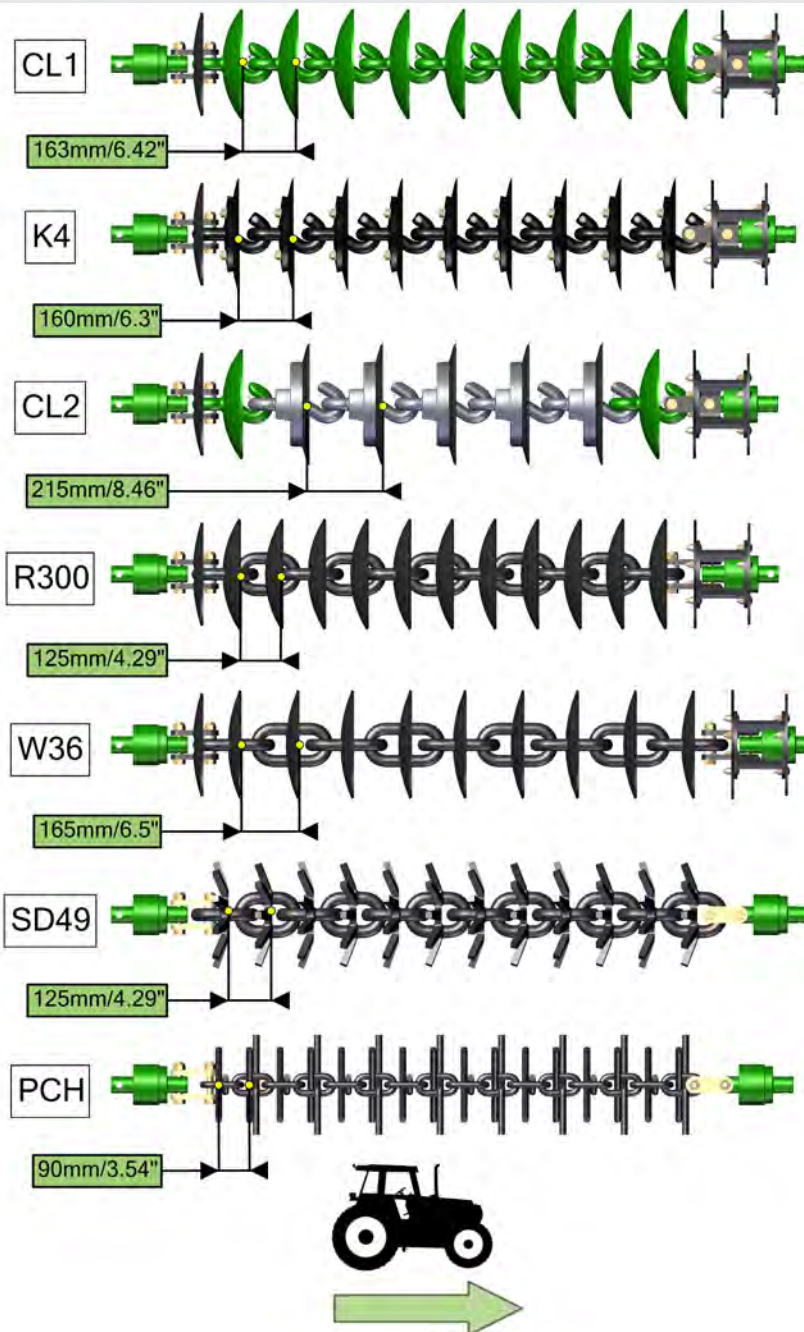 CL1
163mm/6.42"
K4
160mm/6.3"
CL2
215mm/8.46"
R300
125mm/4.29"
W36
165mm/6.5"
SD49
125mm/4.29"
PCH
90mm/3.54"